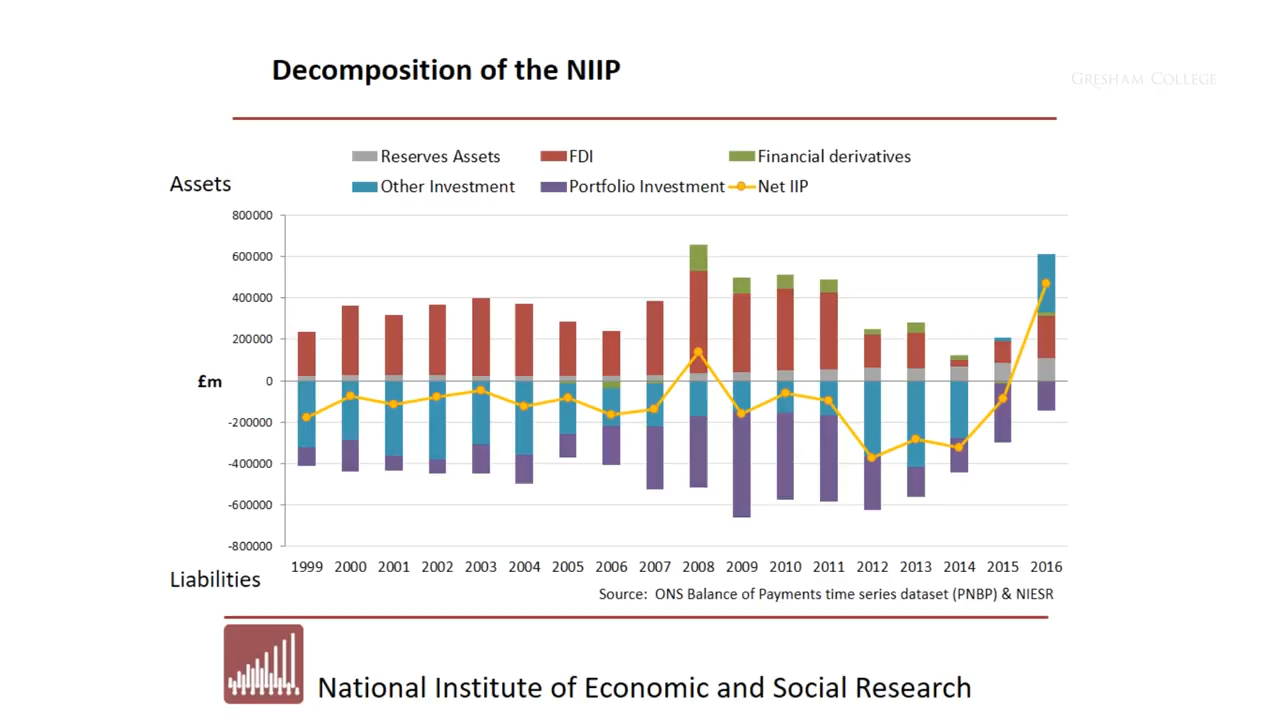 Decomposition of the NIIP
GRESHAM COLLEGE
Reserves Assets FDI Financial derivatives
Assets
Other Investment Portfolio Investment Net IIP
800000
600000
400000
200000
£m
0
-200000
-400000
-600000
-800000
1999 2000 2001 2002 2003 2004 2005 2006 2007 2008 2009 2010 2011 2012 2013 2014 2015 2016
Liabilities
Source: ONS Balance of Payments time series dataset (PNBP) & NIESR
National Institute of Economic and Social Research